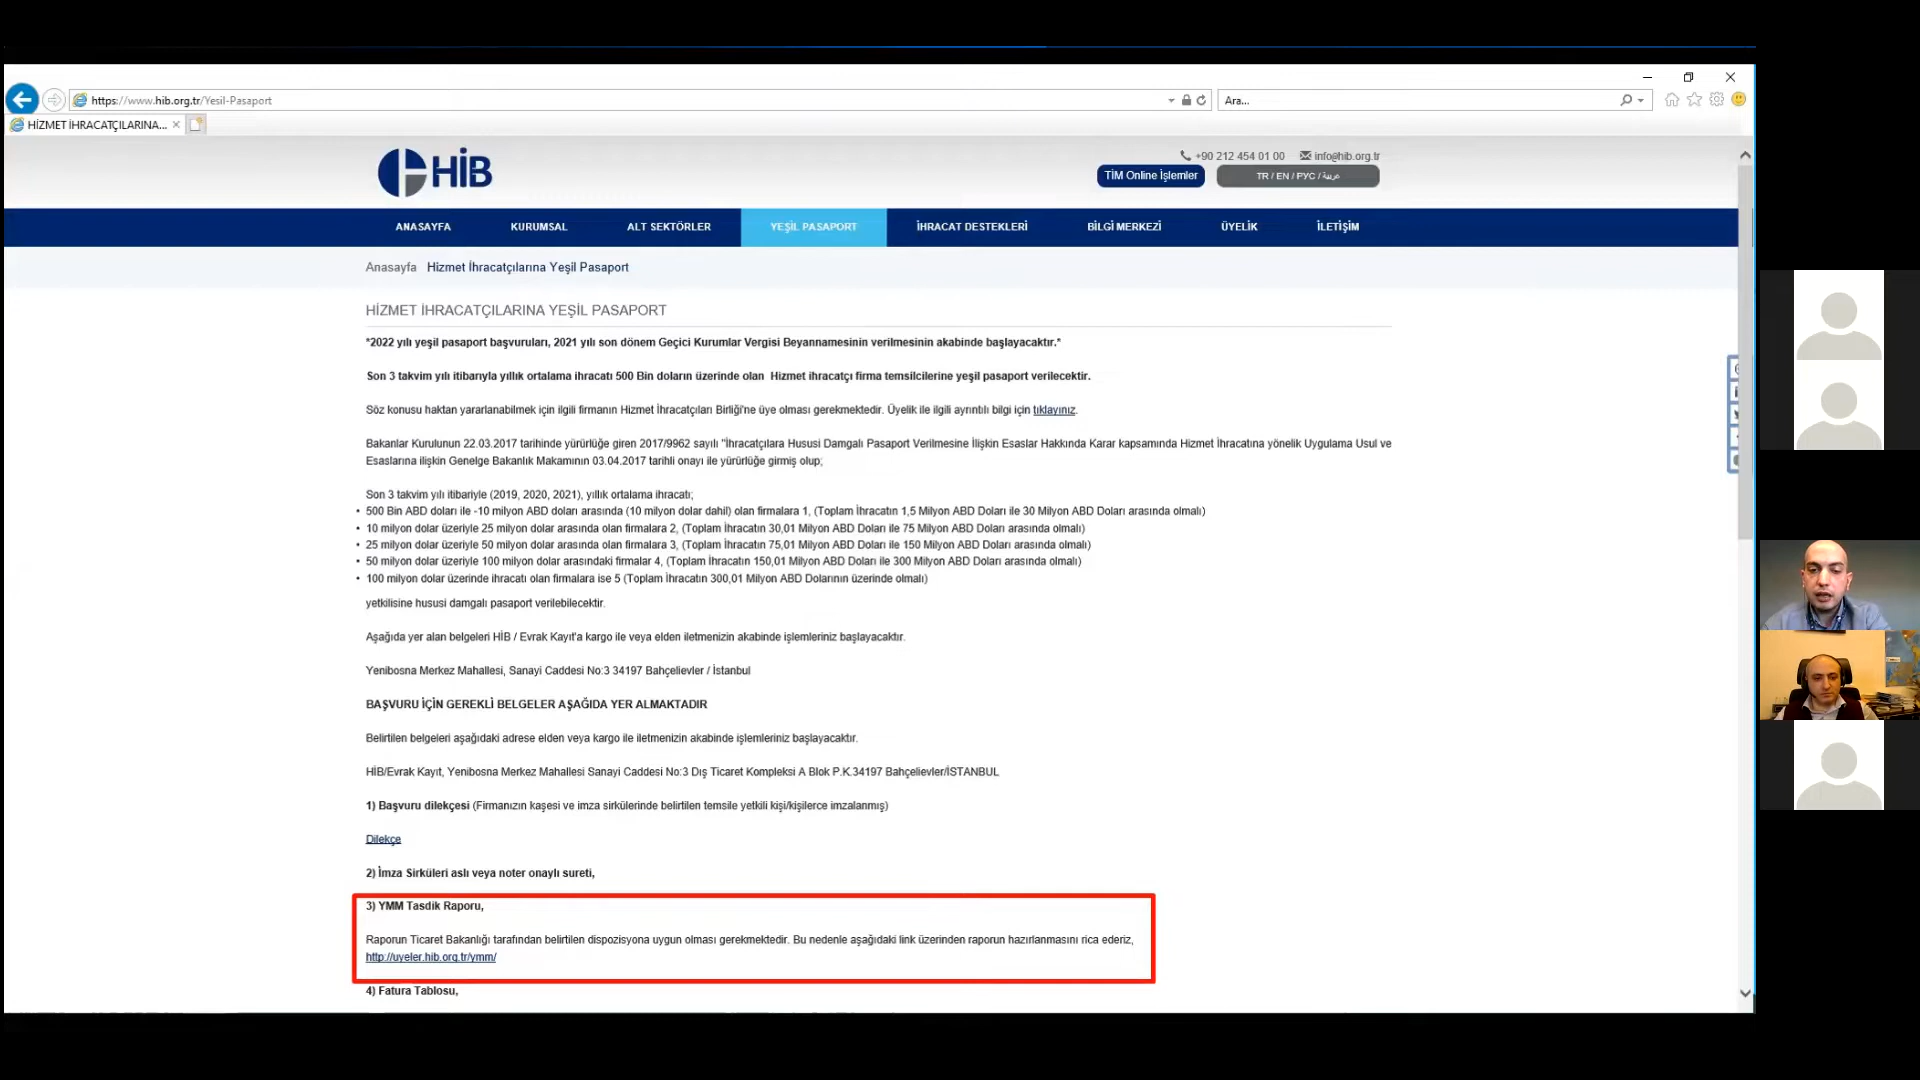 https://www.hib.org.tr/Yesil-Pasaport
Ara...
HİZMET İHRACATÇILARINA...
HİB
+90 212 454 01 00
info@hib.org.tr
TİM Online İşlemler
TR / EN / РУС / عربية
ANASAYFA
KURUMSAL
ALT SEKTÖRLER
YEŞİL PASAPORT
İHRACAT DESTEKLERİ
BİLGİ MERKEZİ
ÜYELİK
İLETİŞİM
Anasayfa Hizmet İhracatçılarına Yeşil Pasaport
HİZMET İHRACATÇILARINA YEŞİL PASAPORT
*2022 yılı yeşil pasaport başvuruları, 2021 yılı son dönem Geçici Kurumlar Vergisi Beyannamesinin verilmesinin akabinde başlayacaktır.*
Son 3 takvim yılı itibarıyla yıllık ortalama ihracatı 500 Bin doların üzerinde olan Hizmet ihracatçı firma temsilcilerine yeşil pasaport verilecektir.
Söz konusu haktan yararlanabilmek için ilgili firmanın Hizmet İhracatçıları Birliği'ne üye olması gerekmektedir. Üyelik ile ilgili ayrıntılı bilgi için tıklayınız.
Bakanlar Kurulunun 22.03.2017 tarihinde yürürlüğe giren 2017/9962 sayılı "İhracatçılara Hususi Damgalı Pasaport Verilmesine İlişkin Esaslar Hakkında Karar kapsamında Hizmet İhracatına yönelik Uygulama Usul ve
Esaslarına ilişkin Genelge Bakanlık Makamının 03.04.2017 tarihli onayı ile yürürlüğe girmiş olup;
Son 3 takvim yılı itibariyle (2019, 2020, 2021), yıllık ortalama ihracatı;
• 500 Bin ABD doları ile -10 milyon ABD doları arasında (10 milyon dolar dahil) olan firmalara 1, (Toplam İhracatın 1,5 Milyon ABD Doları ile 30 Milyon ABD Doları arasında olmalı)
• 10 milyon dolar üzeriyle 25 milyon dolar arasında olan firmalara 2, (Toplam İhracatın 30,01 Milyon ABD Doları ile 75 Milyon ABD Doları arasında olmalı)
• 25 milyon dolar üzeriyle 50 milyon dolar arasında olan firmalara 3, (Toplam İhracatın 75,01 Milyon ABD Doları ile 150 Milyon ABD Doları arasında olmalı)
• 50 milyon dolar üzeriyle 100 milyon dolar arasındaki firmalar 4, (Toplam İhracatın 150,01 Milyon ABD Doları ile 300 Milyon ABD Doları arasında olmalı)
• 100 milyon dolar üzerinde ihracatı olan firmalara ise 5 (Toplam İhracatın 300,01 Milyon ABD Dolarının üzerinde olmalı)
yetkilisine hususi damgalı pasaport verilebilecektir.
Aşağıda yer alan belgeleri HİB / Evrak Kayıt'a kargo ile veya elden iletmenizin akabinde işlemleriniz başlayacaktır.
Yenibosna Merkez Mahallesi, Sanayi Caddesi No:3 34197 Bahçelievler / İstanbul
BAŞVURU İÇİN GEREKLİ BELGELER AŞAĞIDA YER ALMAKTADIR
Belirtilen belgeleri aşağıdaki adrese elden veya kargo ile iletmenizin akabinde işlemleriniz başlayacaktır.
HİB/Evrak Kayıt, Yenibosna Merkez Mahallesi Sanayi Caddesi No:3 Dış Ticaret Kompleksi A Blok P.K.34197 Bahçelievler/İSTANBUL
1) Başvuru dilekçesi (Firmanızın kaşesi ve imza sirkülerinde belirtilen temsile yetkili kişi/kişilerce imzalanmış)
Dilekçe
2) İmza Sirküleri aslı veya noter onaylı sureti,
3) YMM Tasdik Raporu,
Raporun Ticaret Bakanlığı tarafından belirtilen dispozisyona uygun olması gerekmektedir. Bu nedenle aşağıdaki link üzerinden raporun hazırlanmasını rica ederiz,
http://uyeler.hib.org.tr/ymm/
4) Fatura Tablosu,